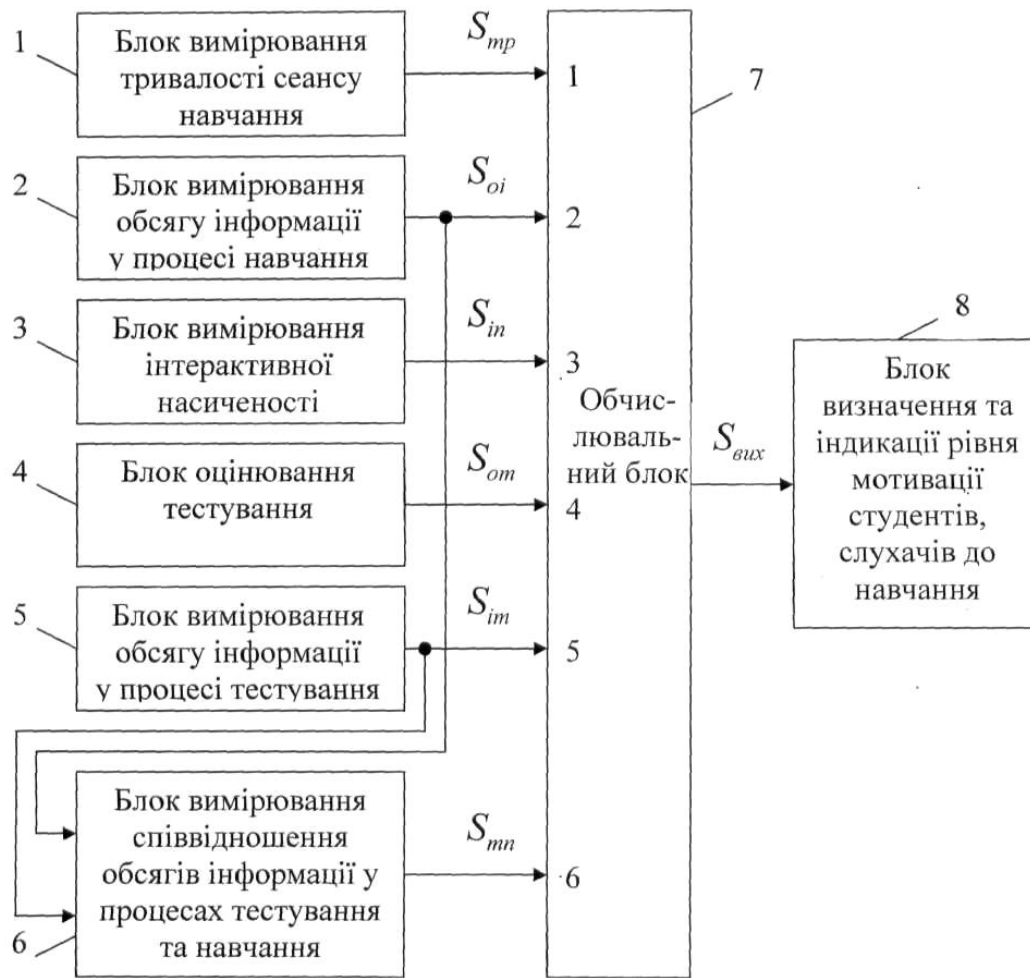 1
Блок вимірювання
тривалості сеансу
навчання
S_тр
1
7
2
Блок вимірювання
обсягу інформації
у процесі навчання
S_оі
2
3
Блок вимірювання
інтерактивної
насиченості
S_ін
3
Обчис-
лювальь-
ний блок
4
Блок оцінювання
тестування
S_от
4
5
Блок вимірювання
обсягу інформації
у процесі тестування
S_іт
5
6
Блок вимірювання
співвідношення
обсягів інформації у
процесах тестування
та навчання
S_тн
6
S_вих
8
Блок
визначення та
індикації рівня
мотивації
студентів,
слухачів до
навчання